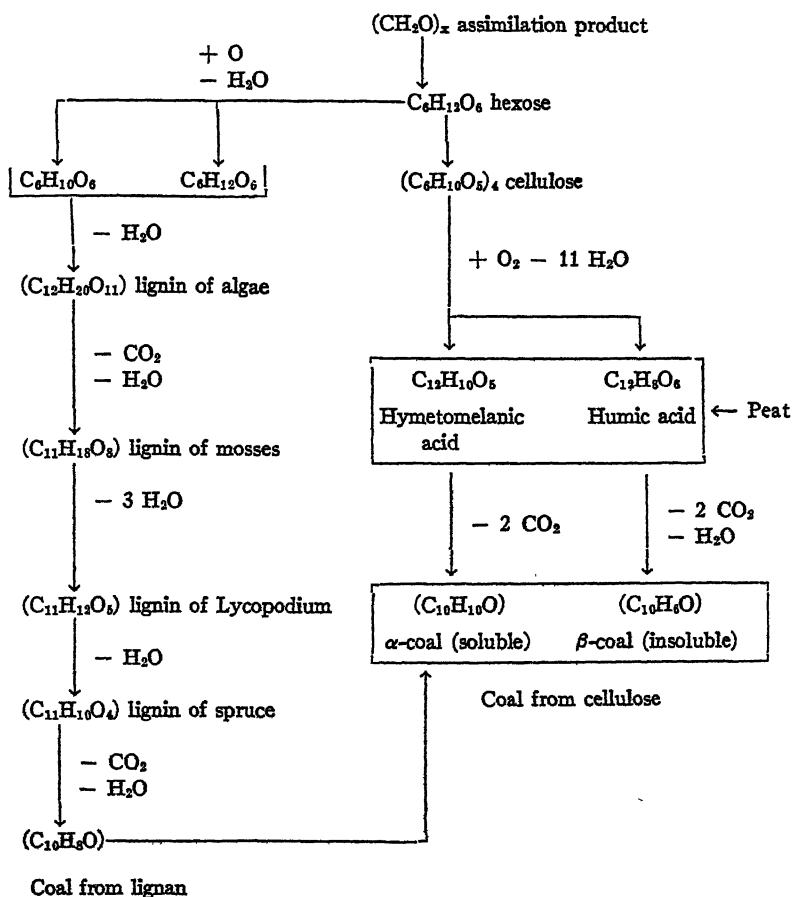 (CH₂O)ₓ assimilation product
+ O
− H₂O
C₆H₁₂O₆ hexose
C₆H₁₀O₆ C₆H₁₂O₆
(C₆H₁₀O₅)₄ cellulose
− H₂O
+ O₂ − 11 H₂O
(C₁₂H₂₀O₁₁) lignin of algae
− CO₂
− H₂O
C₁₂H₁₀O₅ C₁₂H₈O₆
Hymetomelanic Humic acid
acid
← Peat
(C₁₁H₁₈O₈) lignin of mosses
− 3 H₂O
− 2 CO₂
− 2 CO₂
− H₂O
(C₁₁H₁₂O₅) lignin of Lycopodium
(C₁₀H₁₀O) (C₁₀H₆O)
α-coal (soluble) β-coal (insoluble)
− H₂O
(C₁₁H₁₀O₄) lignin of spruce
Coal from cellulose
− CO₂
− H₂O
(C₁₀H₈O)
Coal from lignan